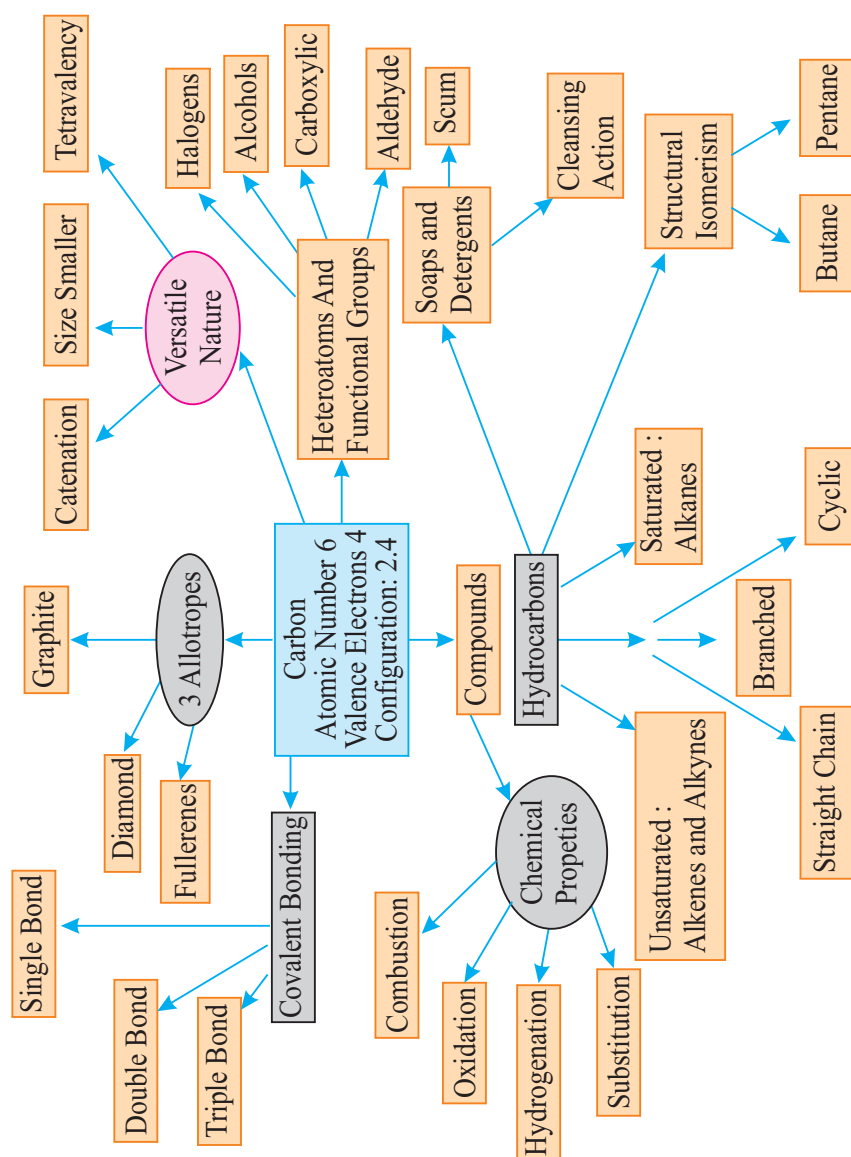 Single Bond
Double Bond
Triple Bond
Covalent Bonding
Graphite
Diamond
Fullerenes
3 Allotropes
Catenation
Size Smaller
Tetravalency
Versatile
Nature
Carbon
Atomic Number 6
Valence Electrons 4
Configuration: 2.4
Heteroatoms And
Functional Groups
Halogens
Alcohols
Carboxylic
Aldehyde
Compounds
Chemical
Propeties
Combustion
Oxidation
Hydrogenation
Substitution
Hydrocarbons
Soaps and
Detergents
Scum
Cleansing
Action
Unsaturated :
Alkenes and Alkynes
Saturated :
Alkanes
Straight Chain
Branched
Cyclic
Structural
Isomerism
Butane
Pentane